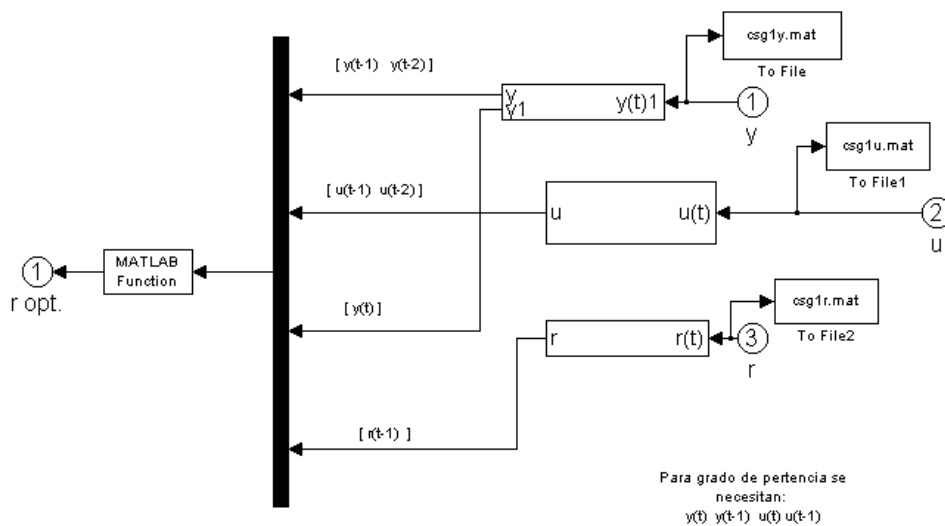 csg1y.mat
To File
[ y(t-1) y(t-2) ]
y
y1
y(t)1
1
y
csg1u.mat
To File1
[ u(t-1) u(t-2) ]
u
u(t)
2
u
MATLAB
Function
1
r opt.
[ y(t) ]
csg1r.mat
To File2
r
r(t)
3
r
[ r(t-1) ]
Para grado de pertencia se
necesitan:
y(t) y(t-1) u(t) u(t-1)